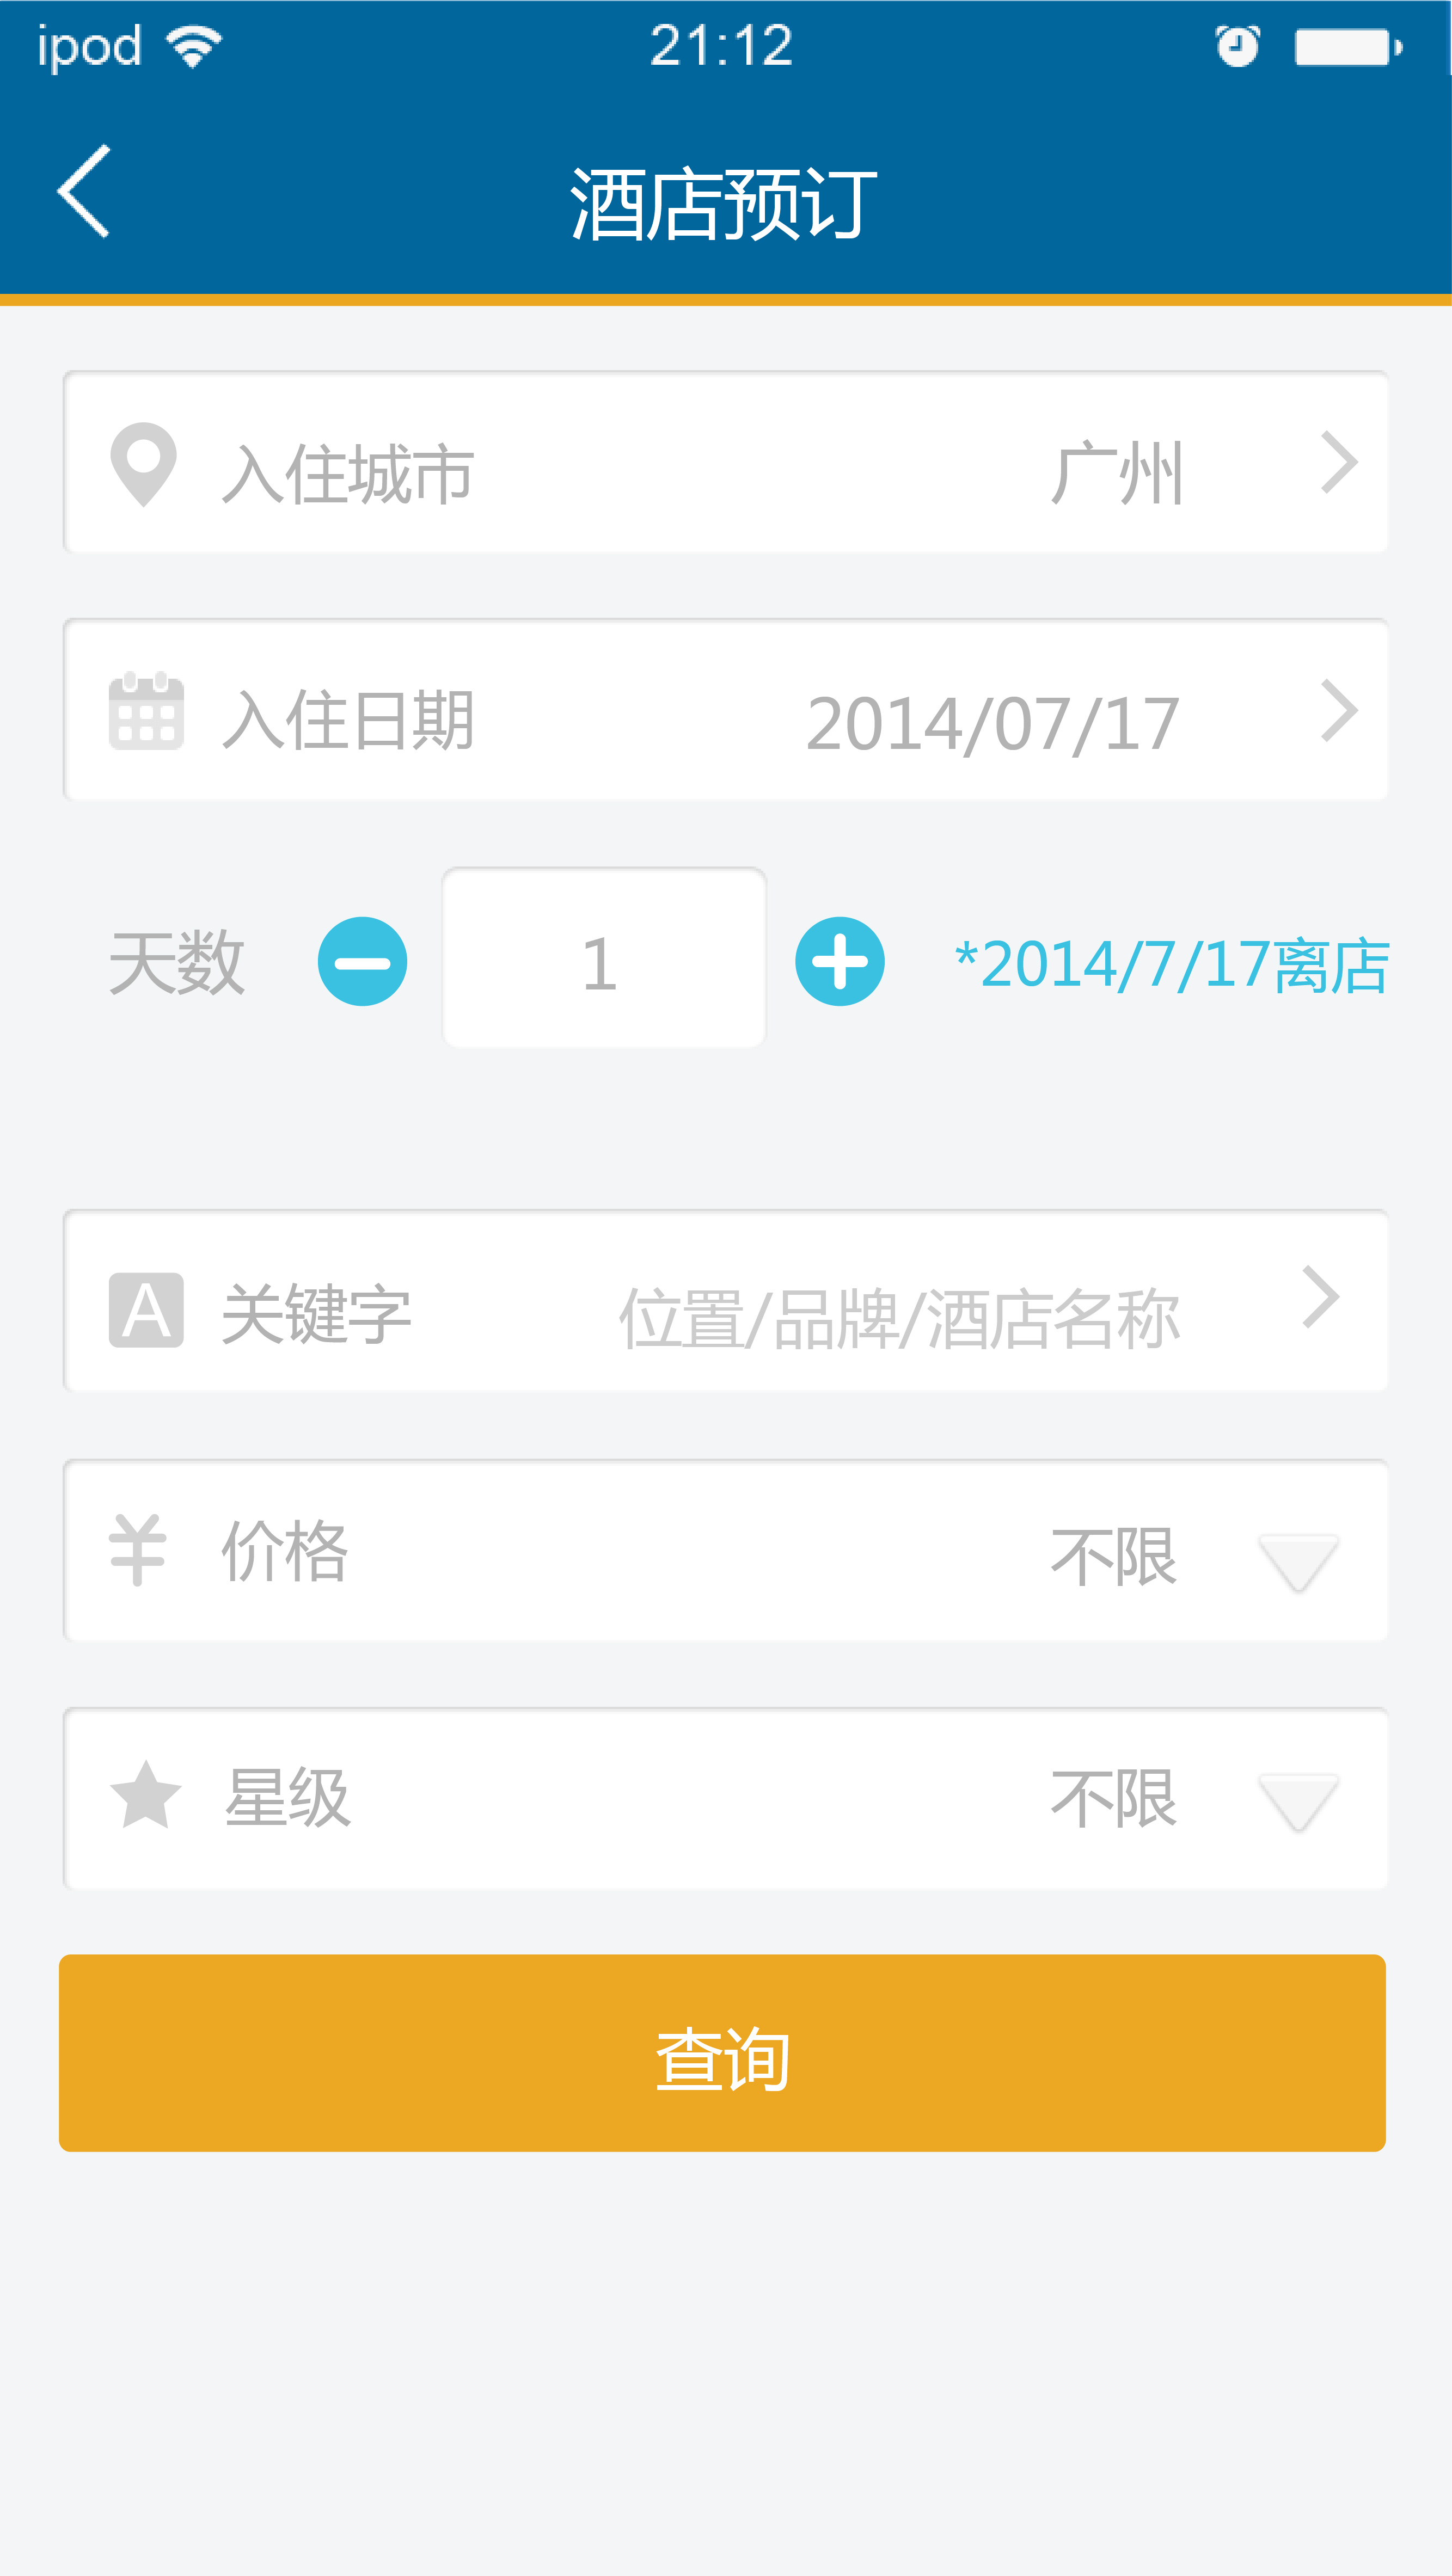 ipod 21:12
酒店预订
入住城市 广州
入住日期 2014/07/17
天数 1 *2014/7/17离店
A 关键字 位置/品牌/酒店名称
¥ 价格 不限
星级 不限
查询